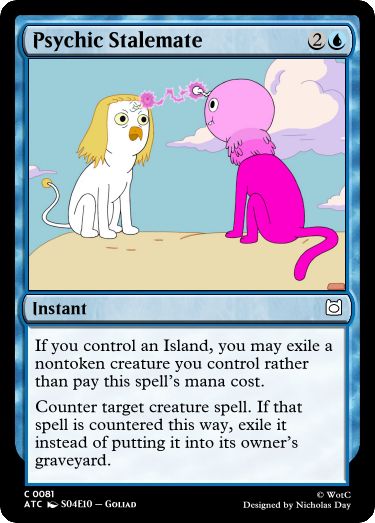 Psychic Stalemate 2
Instant
If you control an Island, you may exile a
nontoken creature you control rather
than pay this spell's mana cost.
Counter target creature spell. If that
spell is countered this way, exile it
instead of putting it into its owner's
graveyard.
C 0081 © WotC
ATC S04E10 — Goliad Designed by Nicholas Day